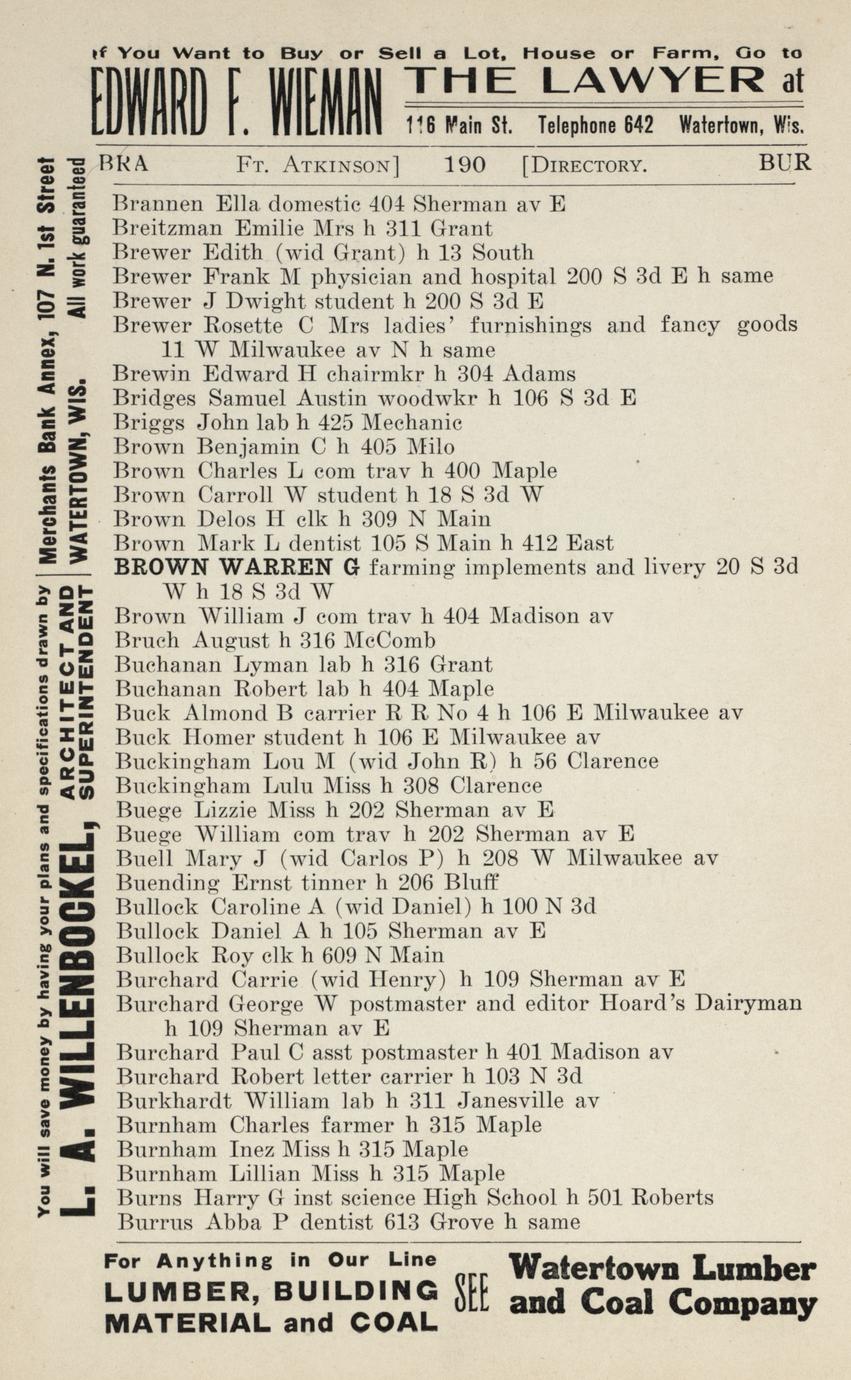 If You Want to Buy or Sell a Lot, House or Farm, Go to
EDWARD F. WIEMAN THE LAWYER at
116 Main St. Telephone 642 Watertown, Wis.
BRA FT. ATKINSON] 190 [DIRECTORY. BUR
Brannen Ella domestic 404 Sherman av E
Breitzman Emilie Mrs h 311 Grant
Brewer Edith (wid Grant) h 13 South
Brewer Frank M physician and hospital 200 S 3d E h same
Brewer J Dwight student h 200 S 3d E
Brewer Rosette C Mrs ladies' furnishings and fancy goods
11 W Milwaukee av N h same
Brewin Edward H chairmkr h 304 Adams
Bridges Samuel Austin woodwkr h 106 S 3d E
Briggs John lab h 425 Mechanic
Brown Benjamin C h 405 Milo
Brown Charles L com trav h 400 Maple
Brown Carroll W student h 18 S 3d W
Brown Delos H clk h 309 N Main
Brown Mark L dentist 105 S Main h 412 East
BROWN WARREN G farming implements and livery 20 S 3d
W h 18 S 3d W
Brown William J com trav h 404 Madison av
Bruch August h 316 McComb
Buchanan Lyman lab h 316 Grant
Buchanan Robert lab h 404 Maple
Buck Almond B carrier R R No 4 h 106 E Milwaukee av
Buck Homer student h 106 E Milwaukee av
Buckingham Lou M (wid John R) h 56 Clarence
Buckingham Lulu Miss h 308 Clarence
Buege Lizzie Miss h 202 Sherman av E
Buege William com trav h 202 Sherman av E
Buell Mary J (wid Carlos P) h 208 W Milwaukee av
Buending Ernst tinner h 206 Bluff
Bullock Caroline A (wid Daniel) h 100 N 3d
Bullock Daniel A h 105 Sherman av E
Bullock Roy clk h 609 N Main
Burchard Carrie (wid Henry) h 109 Sherman av E
Burchard George W postmaster and editor Hoard's Dairyman
h 109 Sherman av E
Burchard Paul C asst postmaster h 401 Madison av
Burchard Robert letter carrier h 103 N 3d
Burkhardt William lab h 311 Janesville av
Burnham Charles farmer h 315 Maple
Burnham Inez Miss h 315 Maple
Burnham Lillian Miss h 315 Maple
Burns Harry G inst science High School h 501 Roberts
Burrus Abba P dentist 613 Grove h same
You will save money by having your plans and specifications drawn by
L. A. WILLENBOCKEL, ARCHITECT AND
SUPERINTENDENT
Merchants Bank Annex, 107 N. 1st Street
WATERTOWN, WIS. All work guaranteed
For Anything in Our Line
LUMBER, BUILDING
MATERIAL and COAL
SEE
Watertown Lumber
and Coal Company